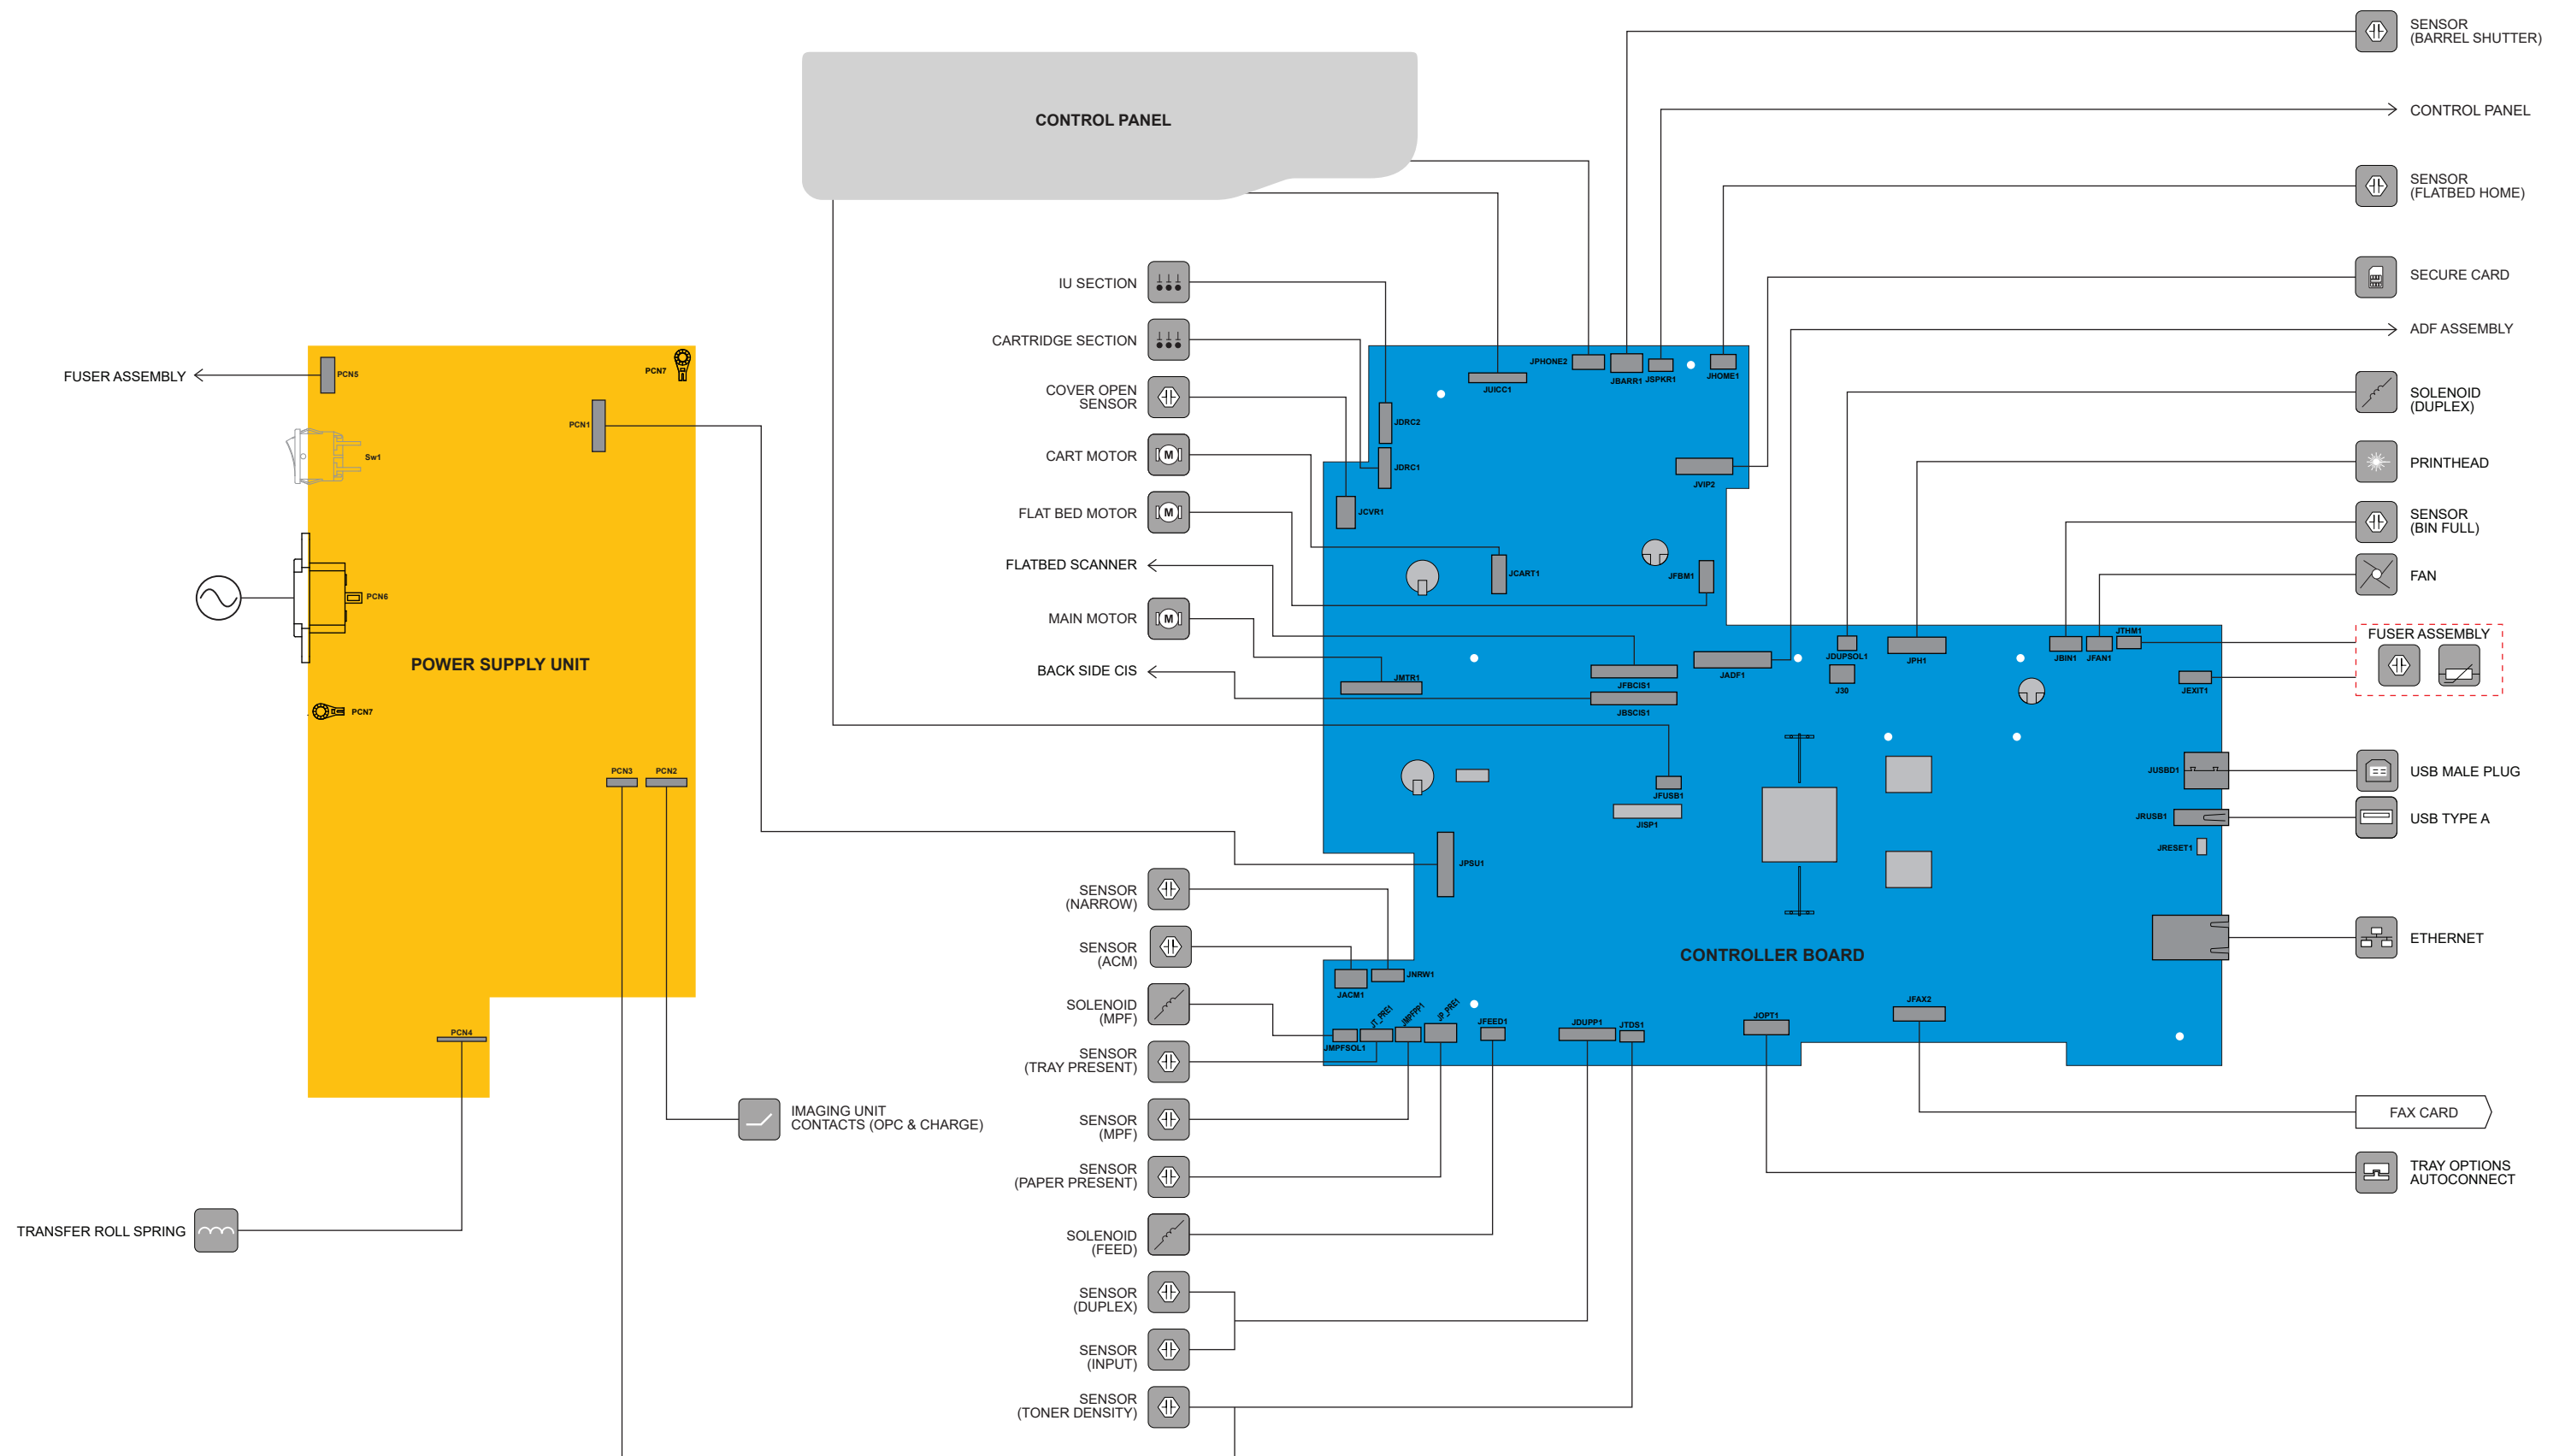 SENSOR
(BARREL SHUTTER)
CONTROL PANEL
CONTROL PANEL
SENSOR
(FLATBED HOME)
SECURE CARD
ADF ASSEMBLY
SOLENOID
(DUPLEX)
PRINTHEAD
SENSOR
(BIN FULL)
FAN
FUSER ASSEMBLY
USB MALE PLUG
USB TYPE A
ETHERNET
FAX CARD
TRAY OPTIONS
AUTOCONNECT
IU SECTION
CARTRIDGE SECTION
COVER OPEN
SENSOR
CART MOTOR
M
FLAT BED MOTOR
M
FLATBED SCANNER
MAIN MOTOR
M
BACK SIDE CIS
SENSOR
(NARROW)
SENSOR
(ACM)
SOLENOID
(MPF)
SENSOR
(TRAY PRESENT)
SENSOR
(MPF)
SENSOR
(PAPER PRESENT)
SOLENOID
(FEED)
SENSOR
(DUPLEX)
SENSOR
(INPUT)
SENSOR
(TONER DENSITY)
FUSER ASSEMBLY
PCN5
PCN7
PCN1
Sw1
PCN6
POWER SUPPLY UNIT
PCN7
PCN3
PCN2
PCN4
IMAGING UNIT
CONTACTS (OPC & CHARGE)
TRANSFER ROLL SPRING
JPHONE2
JBARR1
JSPKR1
JHOME1
JUICC1
JDRC2
JDRC1
JVIP2
JCVR1
JCART1
JFBM1
JTHM1
JDUPSOL1
JPH1
JBIN1
JFAN1
JMTR1
JFBCIS1
JADF1
J30
JEXIT1
JBSCIS1
JUSBD1
JFUSB1
JISP1
JRUSB1
JRESET1
JPSU1
CONTROLLER BOARD
JACM1
JNRW1
JMPFSOL1
JT_PRE1
JMPFPP1
JP_PRE1
JFEED1
JDUPP1
JTDS1
JOPT1
JFAX2